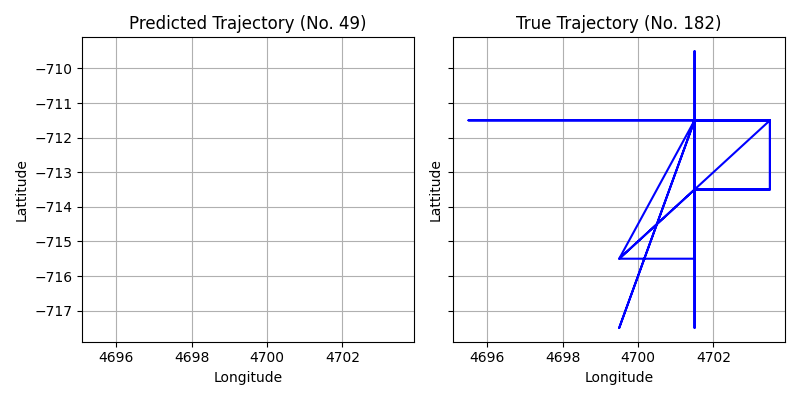 Predicted Trajectory (No. 49)
True Trajectory (No. 182)
Lattitude
−710
−711
−712
−713
−714
−715
−716
−717
4696
4698
4700
4702
Longitude
Lattitude
4696
4698
4700
4702
Longitude